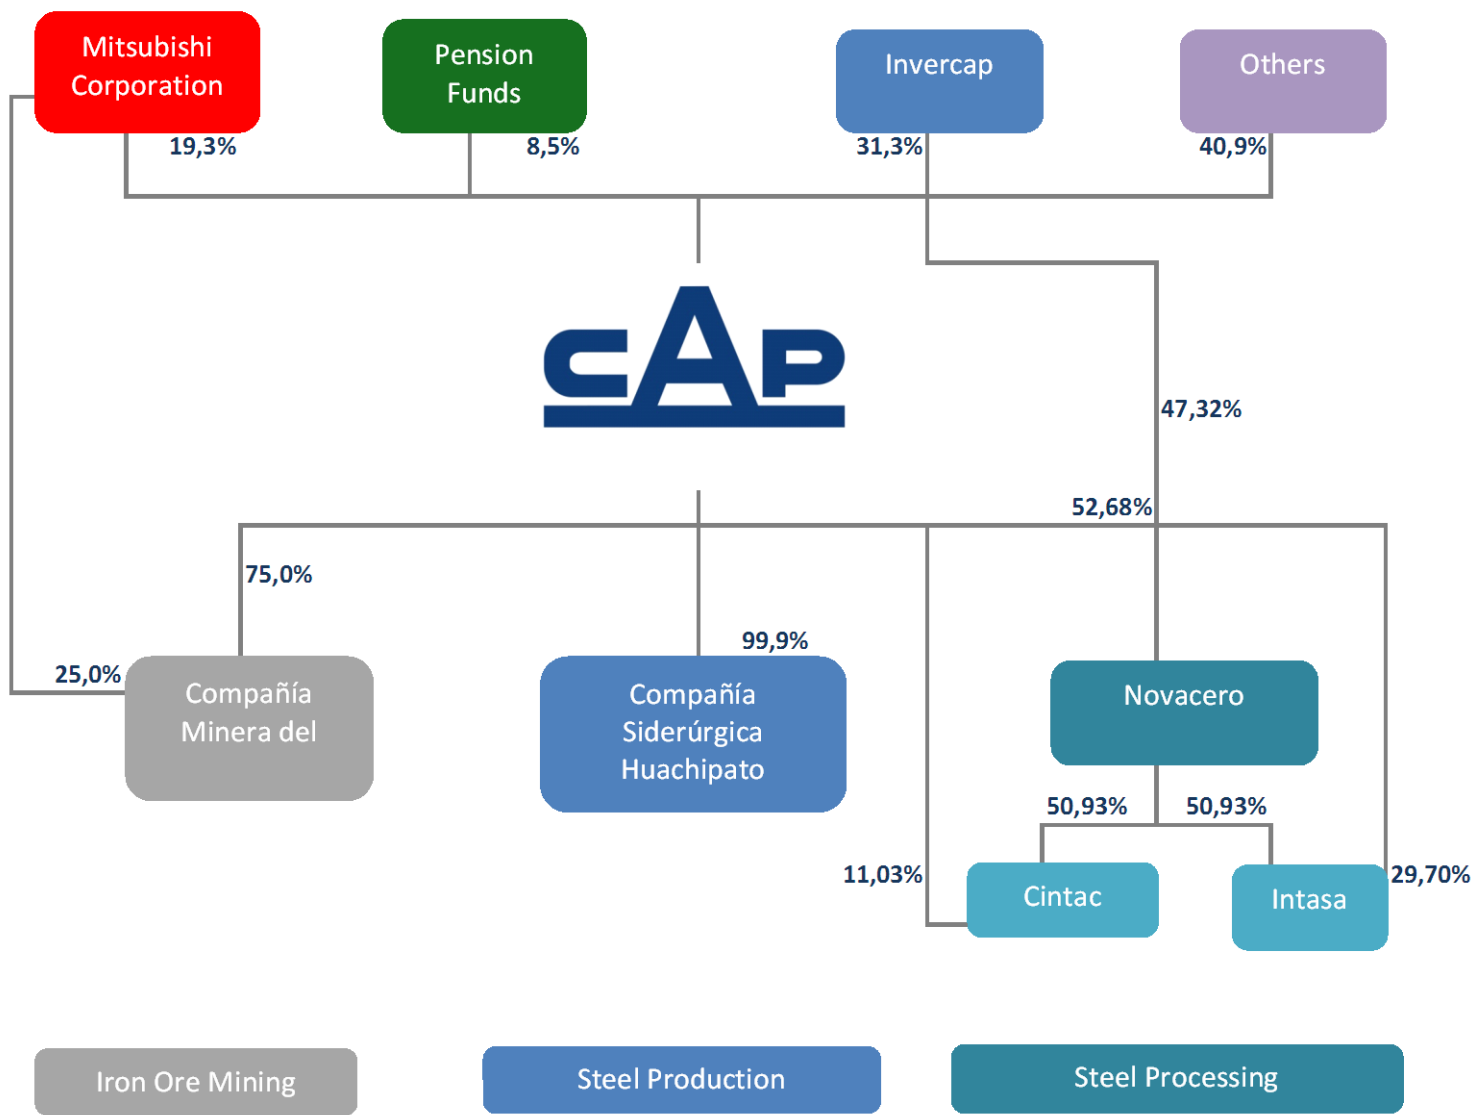 Mitsubishi
Corporation
Pension
Funds
Invercap
Others
19,3%
8,5%
31,3%
40,9%
CAP
47,32%
52,68%
75,0%
99,9%
25,0%
Compañía
Minera del
Compañía
Siderúrgica
Huachipato
Novacero
50,93%
50,93%
11,03%
29,70%
Cintac
Intasa
Iron Ore Mining
Steel Production
Steel Processing